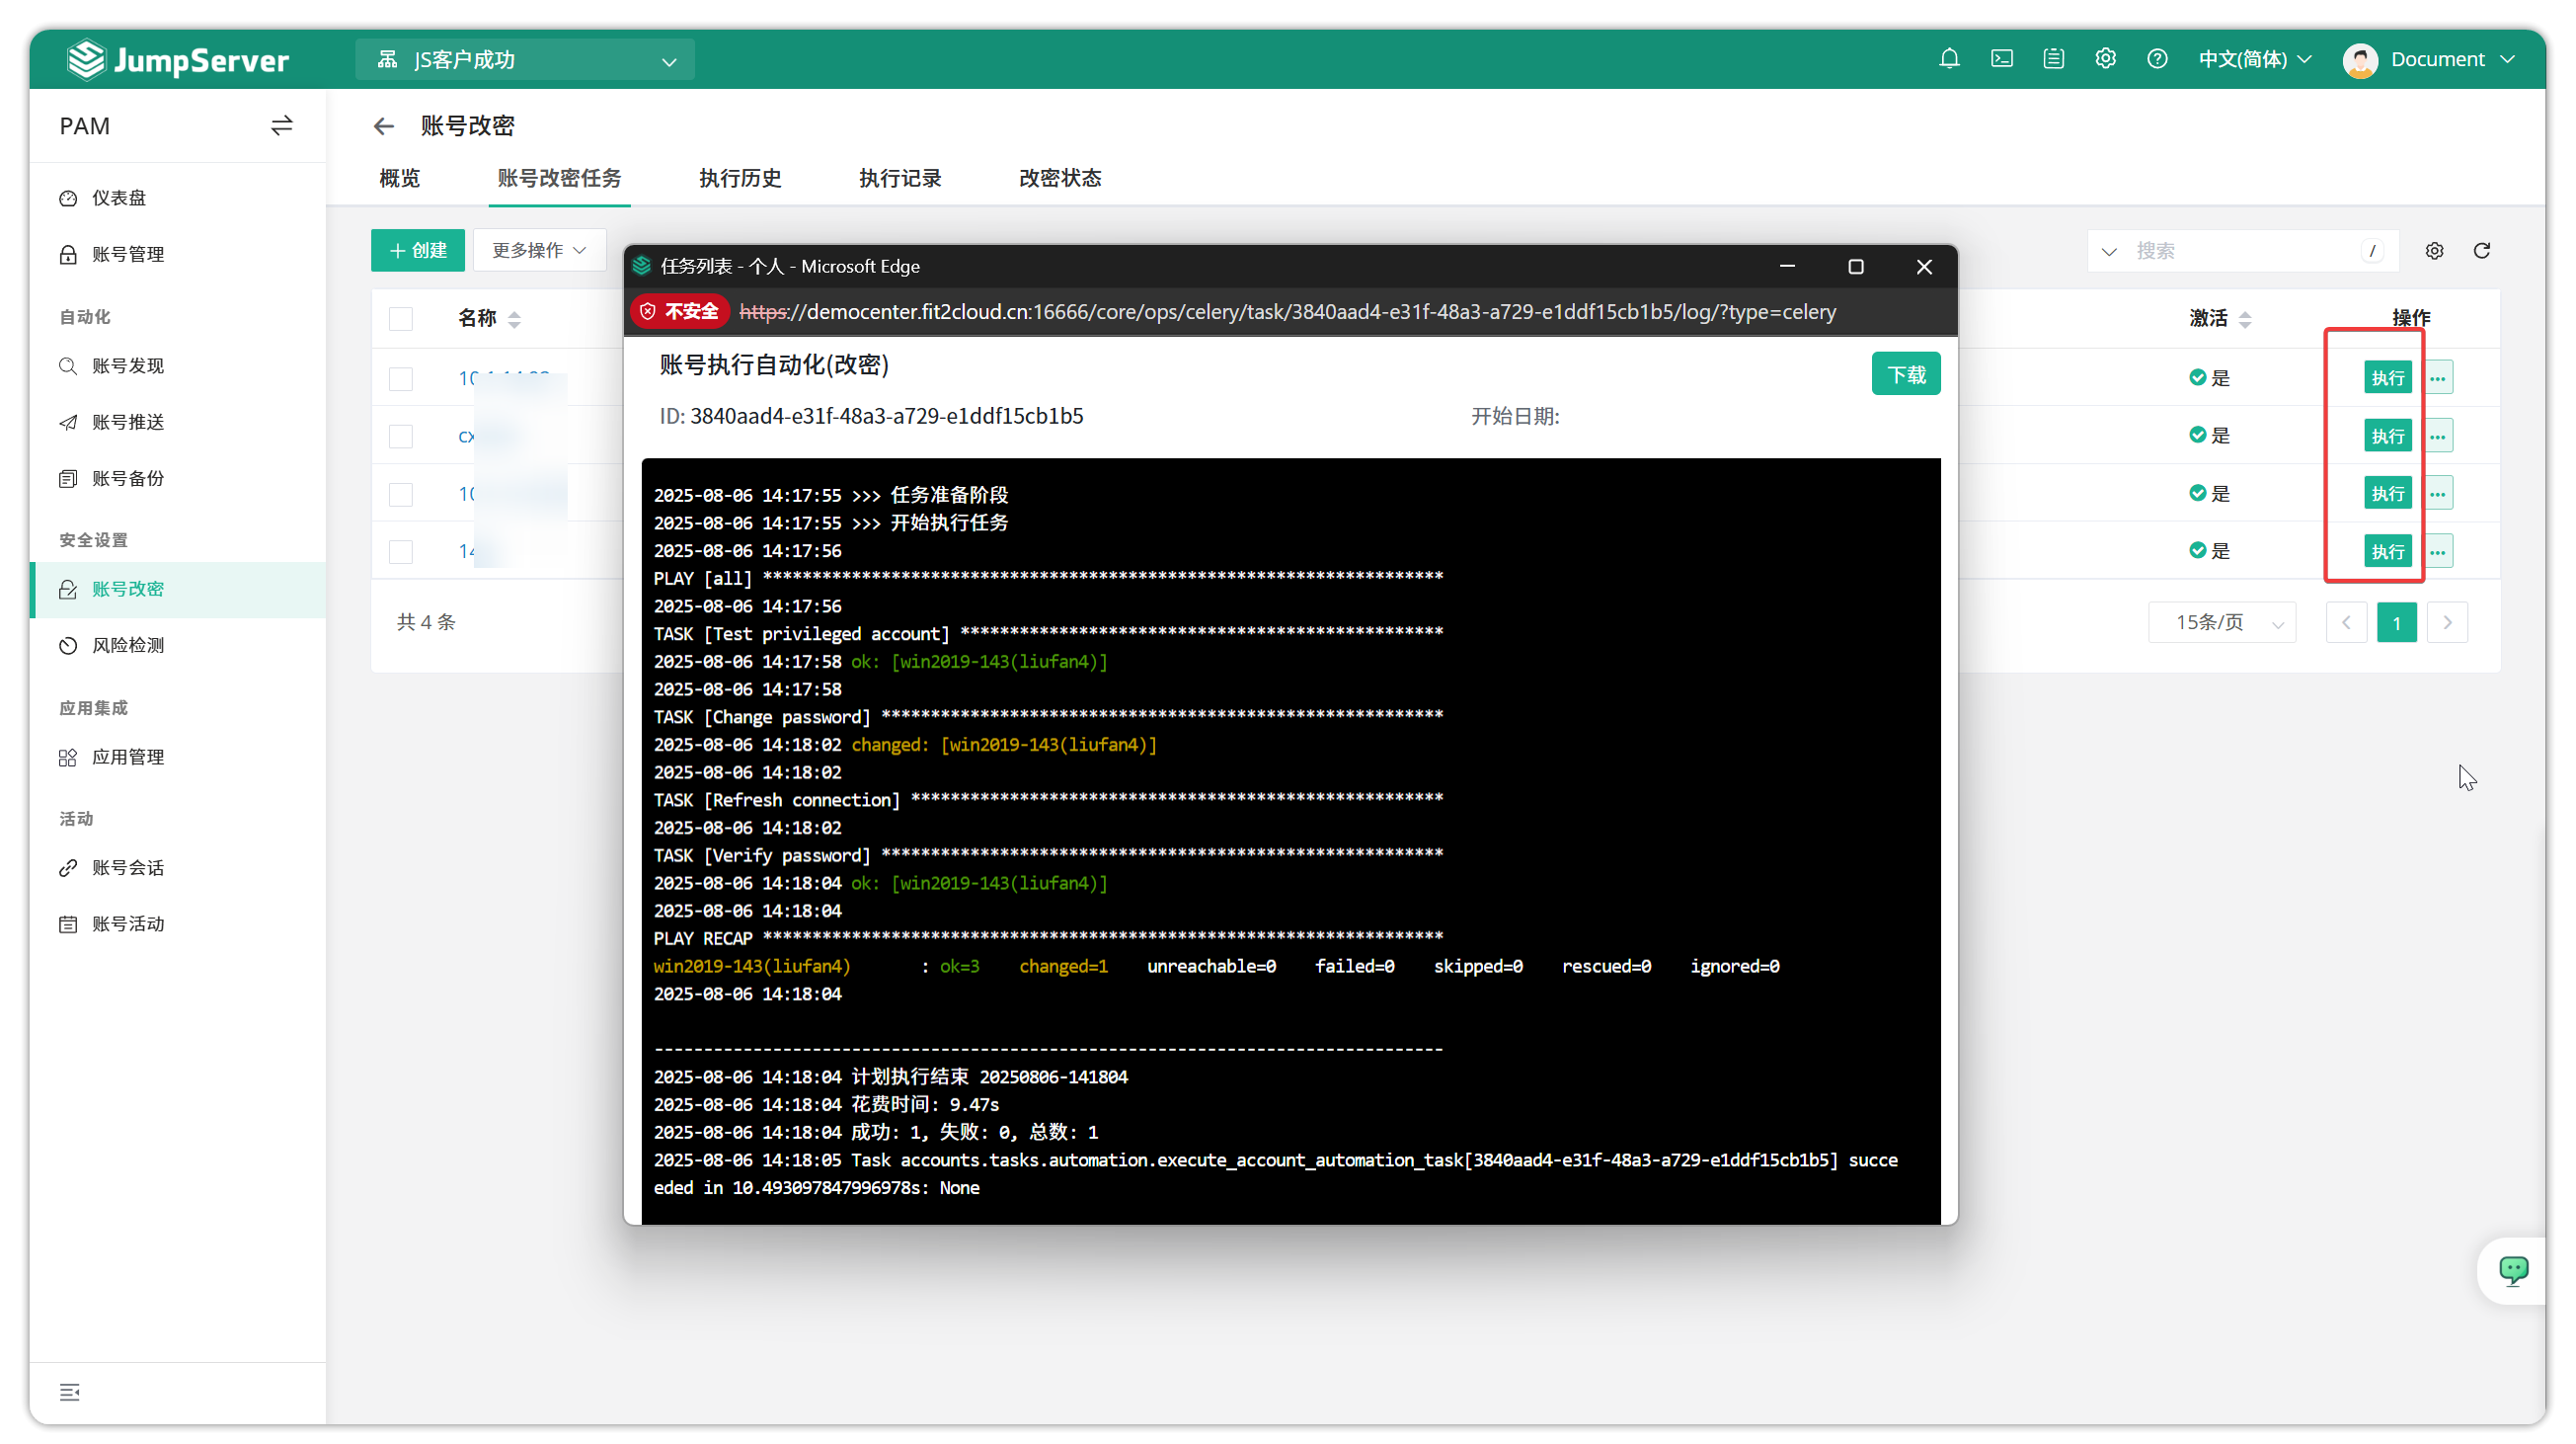 JumpServer
JS客户成功
中文(简体)
Document
PAM
仪表盘
账号管理
自动化
账号发现
账号推送
账号备份
安全设置
账号改密
风险检测
应用集成
应用管理
活动
账号会话
账号活动
账号改密
概览 账号改密任务 执行历史 执行记录 改密状态
创建 更多操作
搜索 /
名称 激活 操作
是 执行 ...
cx 是 执行 ...
10 是 执行 ...
14 是 执行 ...
共 4 条
15条/页 1
任务列表 - 个人 - Microsoft Edge
不安全 https://democenter.fit2cloud.cn:16666/core/ops/celery/task/3840aad4-e31f-48a3-a729-e1ddf15cb1b5/log/?type=celery
账号执行自动化(改密)
下载
ID: 3840aad4-e31f-48a3-a729-e1ddf15cb1b5 开始日期:
2025-08-06 14:17:55 >>> 任务准备阶段
2025-08-06 14:17:55 >>> 开始执行任务
2025-08-06 14:17:56
PLAY [all] *********************************************************************
2025-08-06 14:17:56
TASK [Test privileged account] *************************************************
2025-08-06 14:17:58 ok: [win2019-143(liufan4)]
2025-08-06 14:17:58
TASK [Change password] *********************************************************
2025-08-06 14:18:02 changed: [win2019-143(liufan4)]
2025-08-06 14:18:02
TASK [Refresh connection] ******************************************************
2025-08-06 14:18:02
TASK [Verify password] *********************************************************
2025-08-06 14:18:04 ok: [win2019-143(liufan4)]
2025-08-06 14:18:04
PLAY RECAP *********************************************************************
win2019-143(liufan4) : ok=3 changed=1 unreachable=0 failed=0 skipped=0 rescued=0 ignored=0
2025-08-06 14:18:04
--------------------------------------------------------------------------------
2025-08-06 14:18:04 计划执行结束 20250806-141804
2025-08-06 14:18:04 花费时间: 9.47s
2025-08-06 14:18:04 成功: 1, 失败: 0, 总数: 1
2025-08-06 14:18:05 Task accounts.tasks.automation.execute_account_automation_task[3840aad4-e31f-48a3-a729-e1ddf15cb1b5] succe
eded in 10.493097847996978s: None